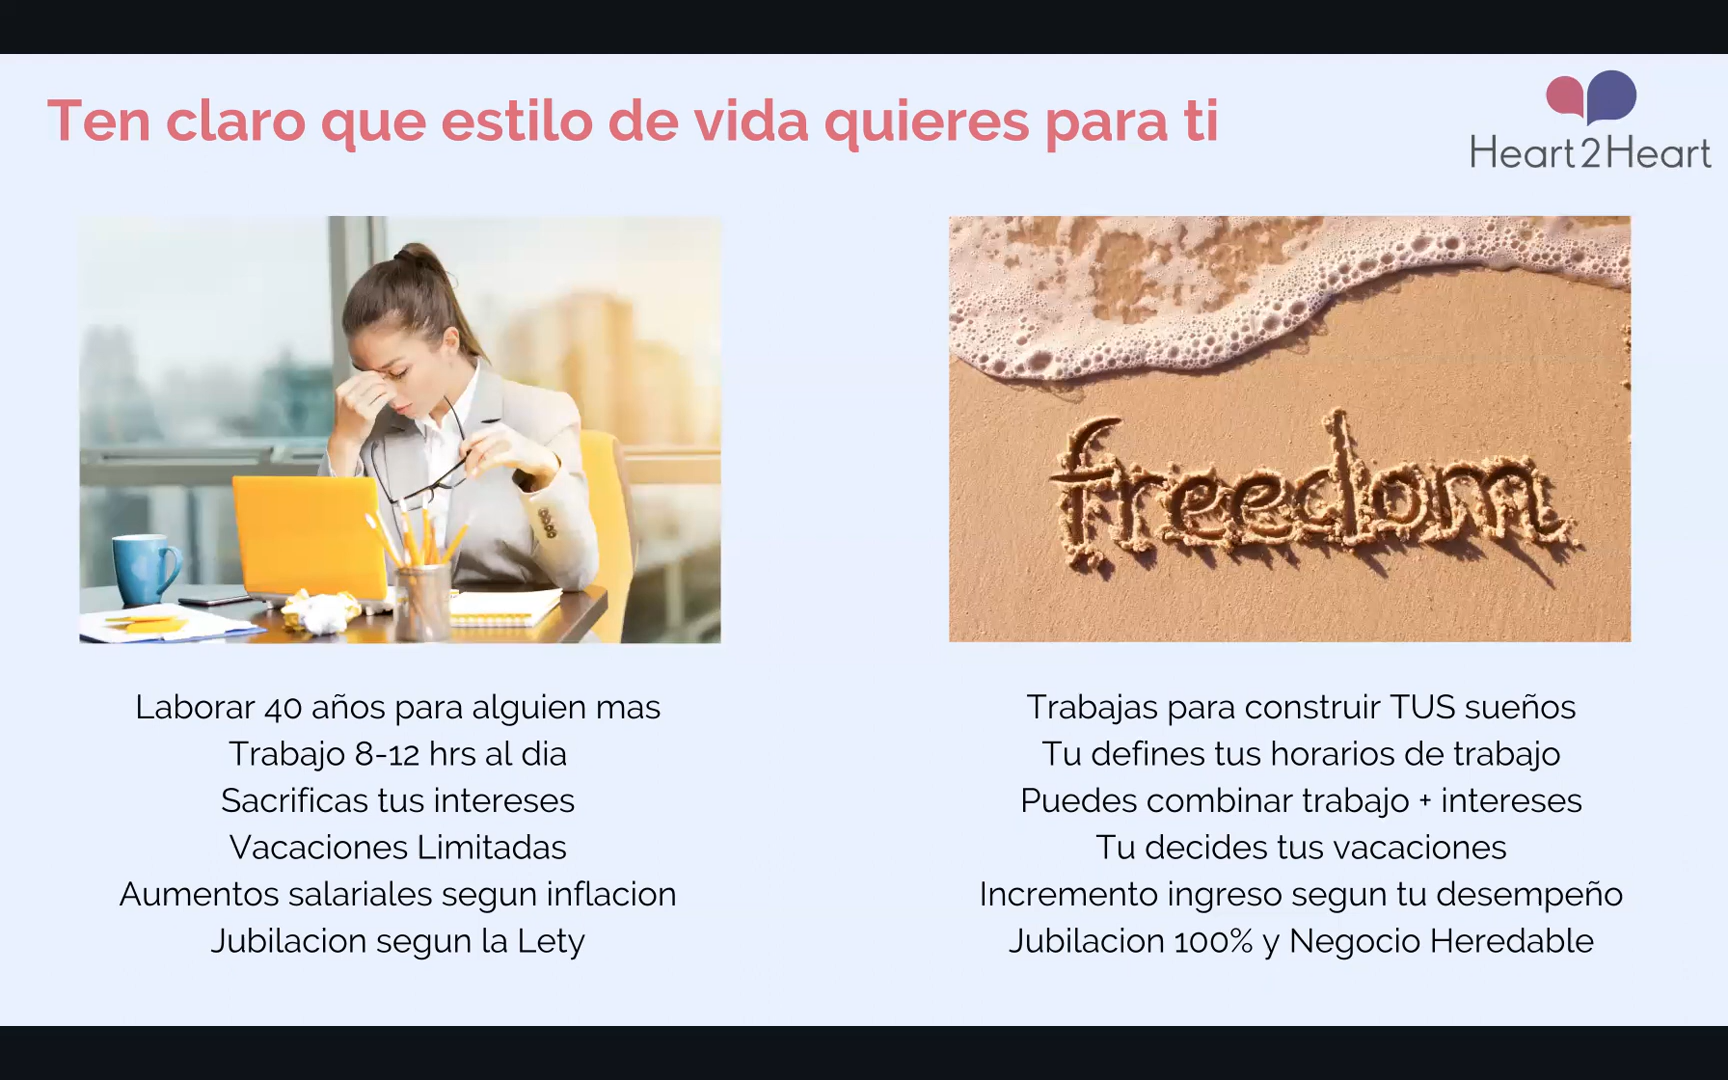 Ten claro que estilo de vida quieres para ti
Heart2Heart
freedom
Laborar 40 años para alguien mas
Trabajo 8-12 hrs al dia
Sacrificas tus intereses
Vacaciones Limitadas
Aumentos salariales segun inflacion
Jubilacion segun la Lety
Trabajas para construir TUS sueños
Tu defines tus horarios de trabajo
Puedes combinar trabajo + intereses
Tu decides tus vacaciones
Incremento ingreso segun tu desempeño
Jubilacion 100% y Negocio Heredable